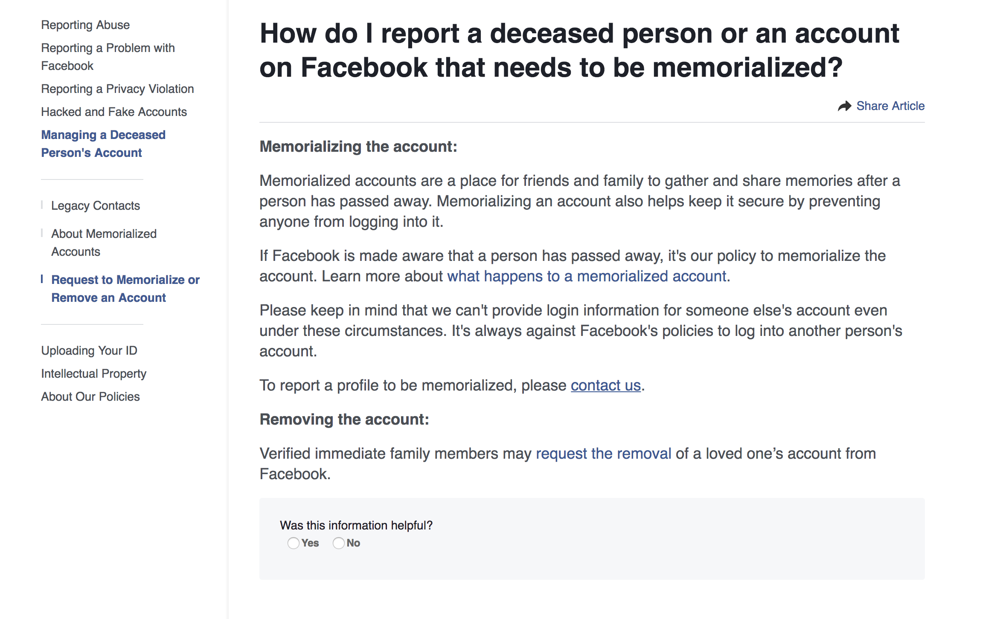 Reporting Abuse
Reporting a Problem with
Facebook
Reporting a Privacy Violation
Hacked and Fake Accounts
Managing a Deceased
Person's Account
Legacy Contacts
About Memorialized
Accounts
Request to Memorialize or
Remove an Account
Uploading Your ID
Intellectual Property
About Our Policies
How do I report a deceased person or an account
on Facebook that needs to be memorialized?
Share Article
Memorializing the account:
Memorialized accounts are a place for friends and family to gather and share memories after a
person has passed away. Memorializing an account also helps keep it secure by preventing
anyone from logging into it.
If Facebook is made aware that a person has passed away, it's our policy to memorialize the
account. Learn more about what happens to a memorialized account.
Please keep in mind that we can't provide login information for someone else's account even
under these circumstances. It's always against Facebook's policies to log into another person's
account.
To report a profile to be memorialized, please contact us.
Removing the account:
Verified immediate family members may request the removal of a loved one’s account from
Facebook.
Was this information helpful?
Yes No